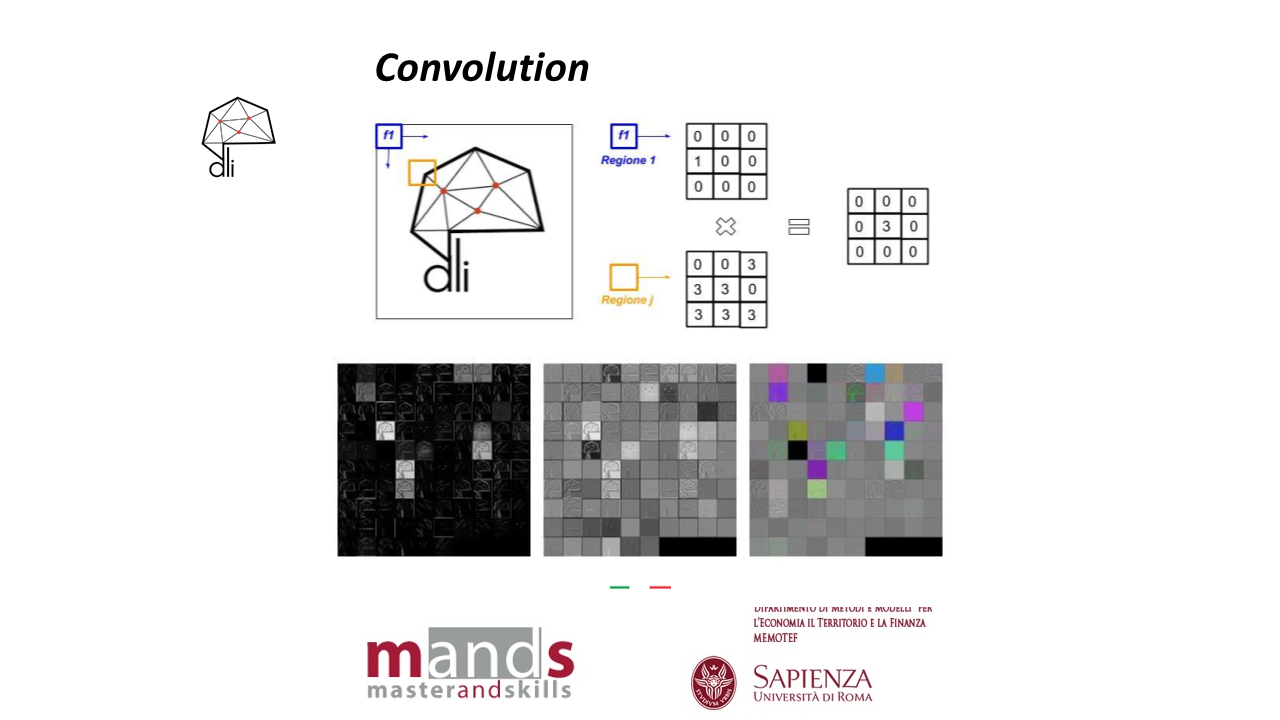 Convolution
dli
f1
f1
Regione 1
0 0 0
1 0 0
0 0 0
dli
Regione j
0 0 3
3 3 0
3 3 3
0 0 0
0 3 0
0 0 0
mands
masterandskills
DIPARTIMENTO DI METODI E MODELLI PER
L'ECONOMIA IL TERRITORIO E LA FINANZA
MEMOTEF
STUDIUM URBIS
SAPIENZA
UNIVERSITÀ DI ROMA